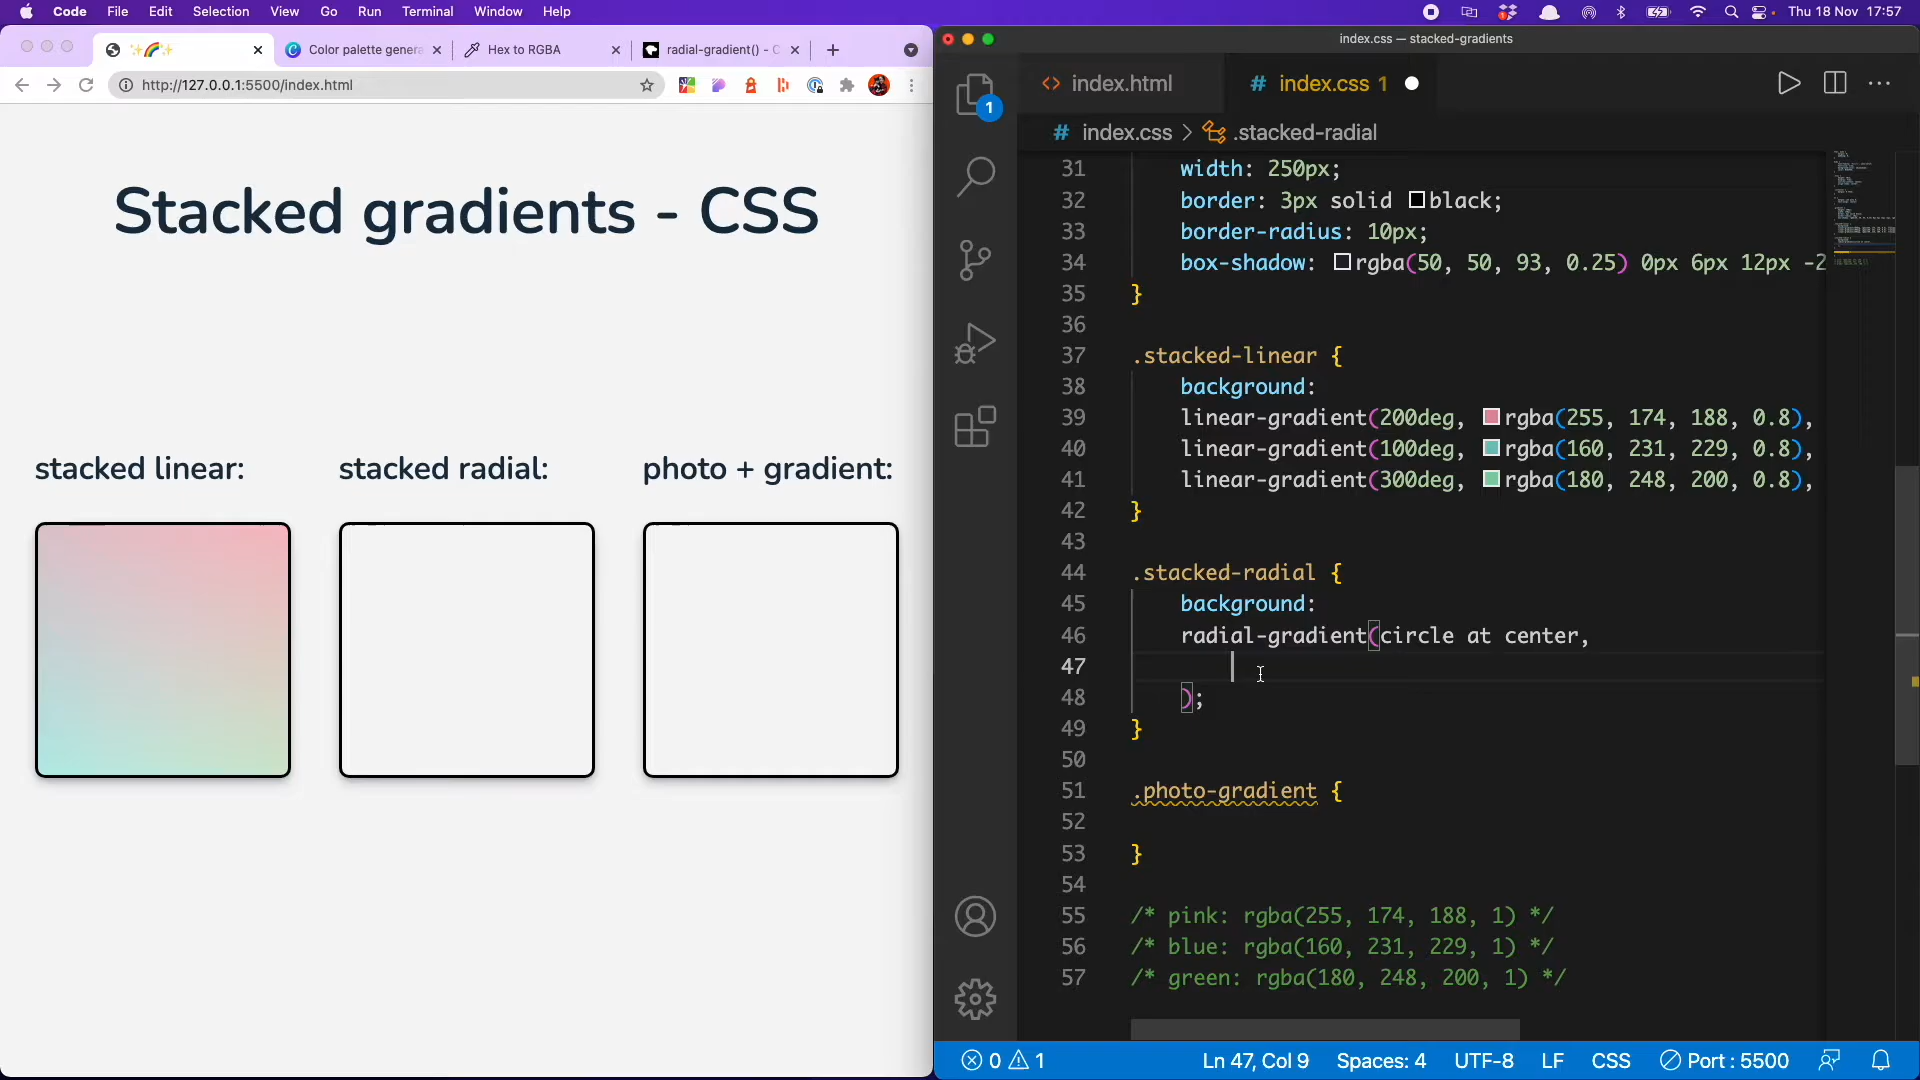 Code File Edit Selection View Go Run Terminal Window Help
Thu 18 Nov 17:57
Color palette genera
Hex to RGBA
radial-gradient() - C
http://127.0.0.1:5500/index.html
Stacked gradients - CSS
stacked linear:
stacked radial:
photo + gradient:
index.css — stacked-gradients
1
index.html
# index.css 1
# index.css > .stacked-radial
31 width: 250px;
32 border: 3px solid black;
33 border-radius: 10px;
34 box-shadow: rgba(50, 50, 93, 0.25) 0px 6px 12px -2
35 }
36
37 .stacked-linear {
38 background:
39 linear-gradient(200deg, rgba(255, 174, 188, 0.8),
40 linear-gradient(100deg, rgba(160, 231, 229, 0.8),
41 linear-gradient(300deg, rgba(180, 248, 200, 0.8),
42 }
43
44 .stacked-radial {
45 background:
46 radial-gradient(circle at center,
47
48 );
49 }
50
51 .photo-gradient {
52
53 }
54
55 /* pink: rgba(255, 174, 188, 1) */
56 /* blue: rgba(160, 231, 229, 1) */
57 /* green: rgba(180, 248, 200, 1) */
0 1 Ln 47, Col 9 Spaces: 4 UTF-8 LF CSS Port : 5500